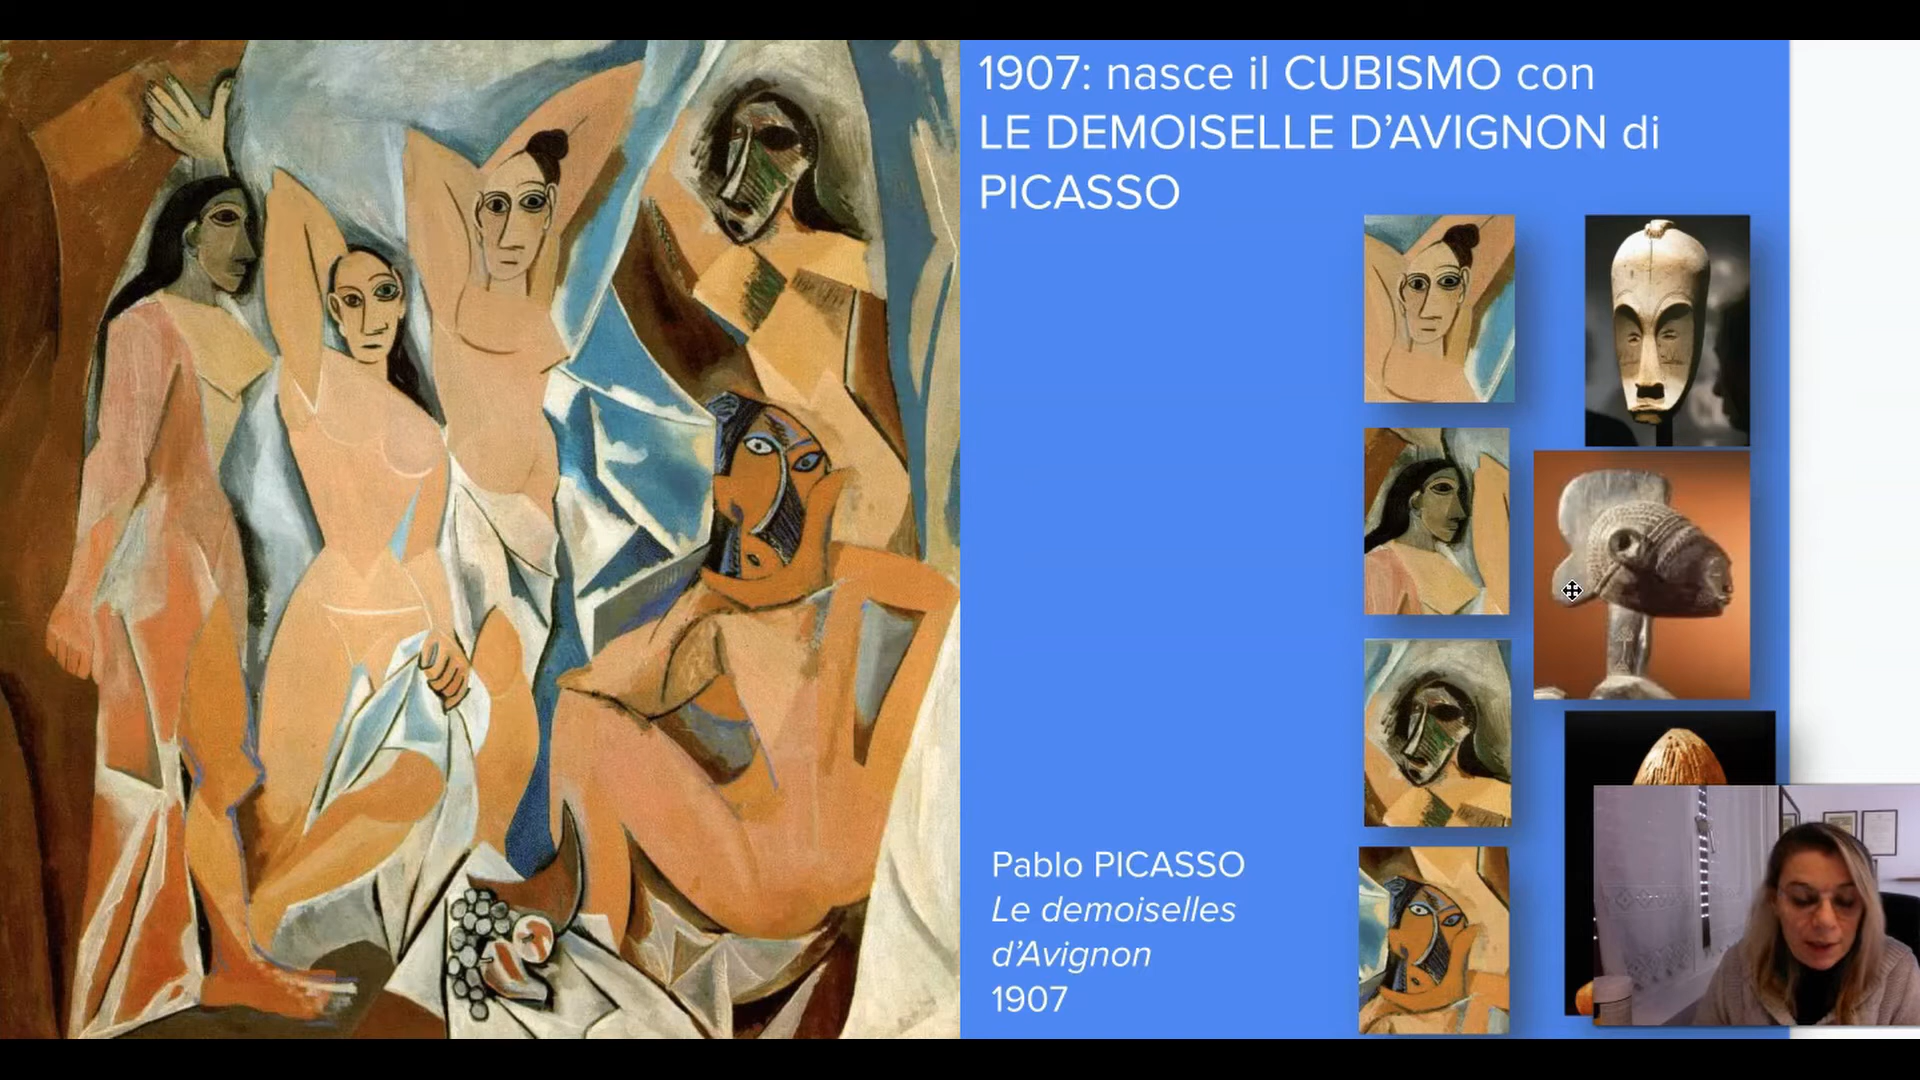 1907: nasce il CUBISMO con
LE DEMOISELLE D’AVIGNON di
PICASSO
Pablo PICASSO
Le demoiselles
d’Avignon
1907